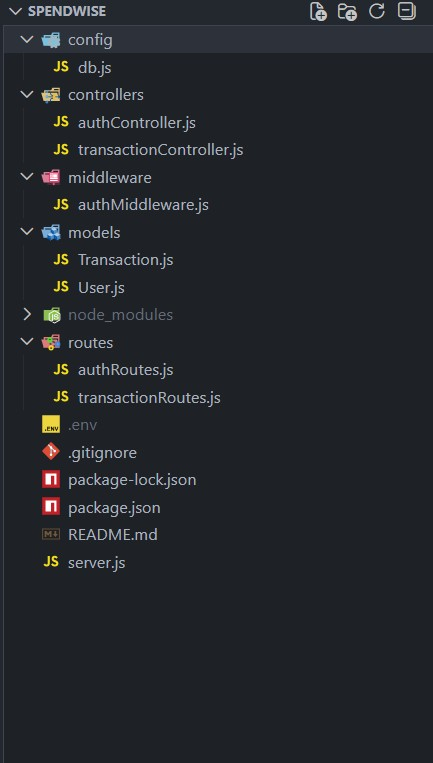 SPENDWISE
config
JS db.js
controllers
JS authController.js
JS transactionController.js
middleware
JS authMiddleware.js
models
JS Transaction.js
JS User.js
node_modules
routes
JS authRoutes.js
JS transactionRoutes.js
.ENV .env
.gitignore
package-lock.json
package.json
README.md
JS server.js